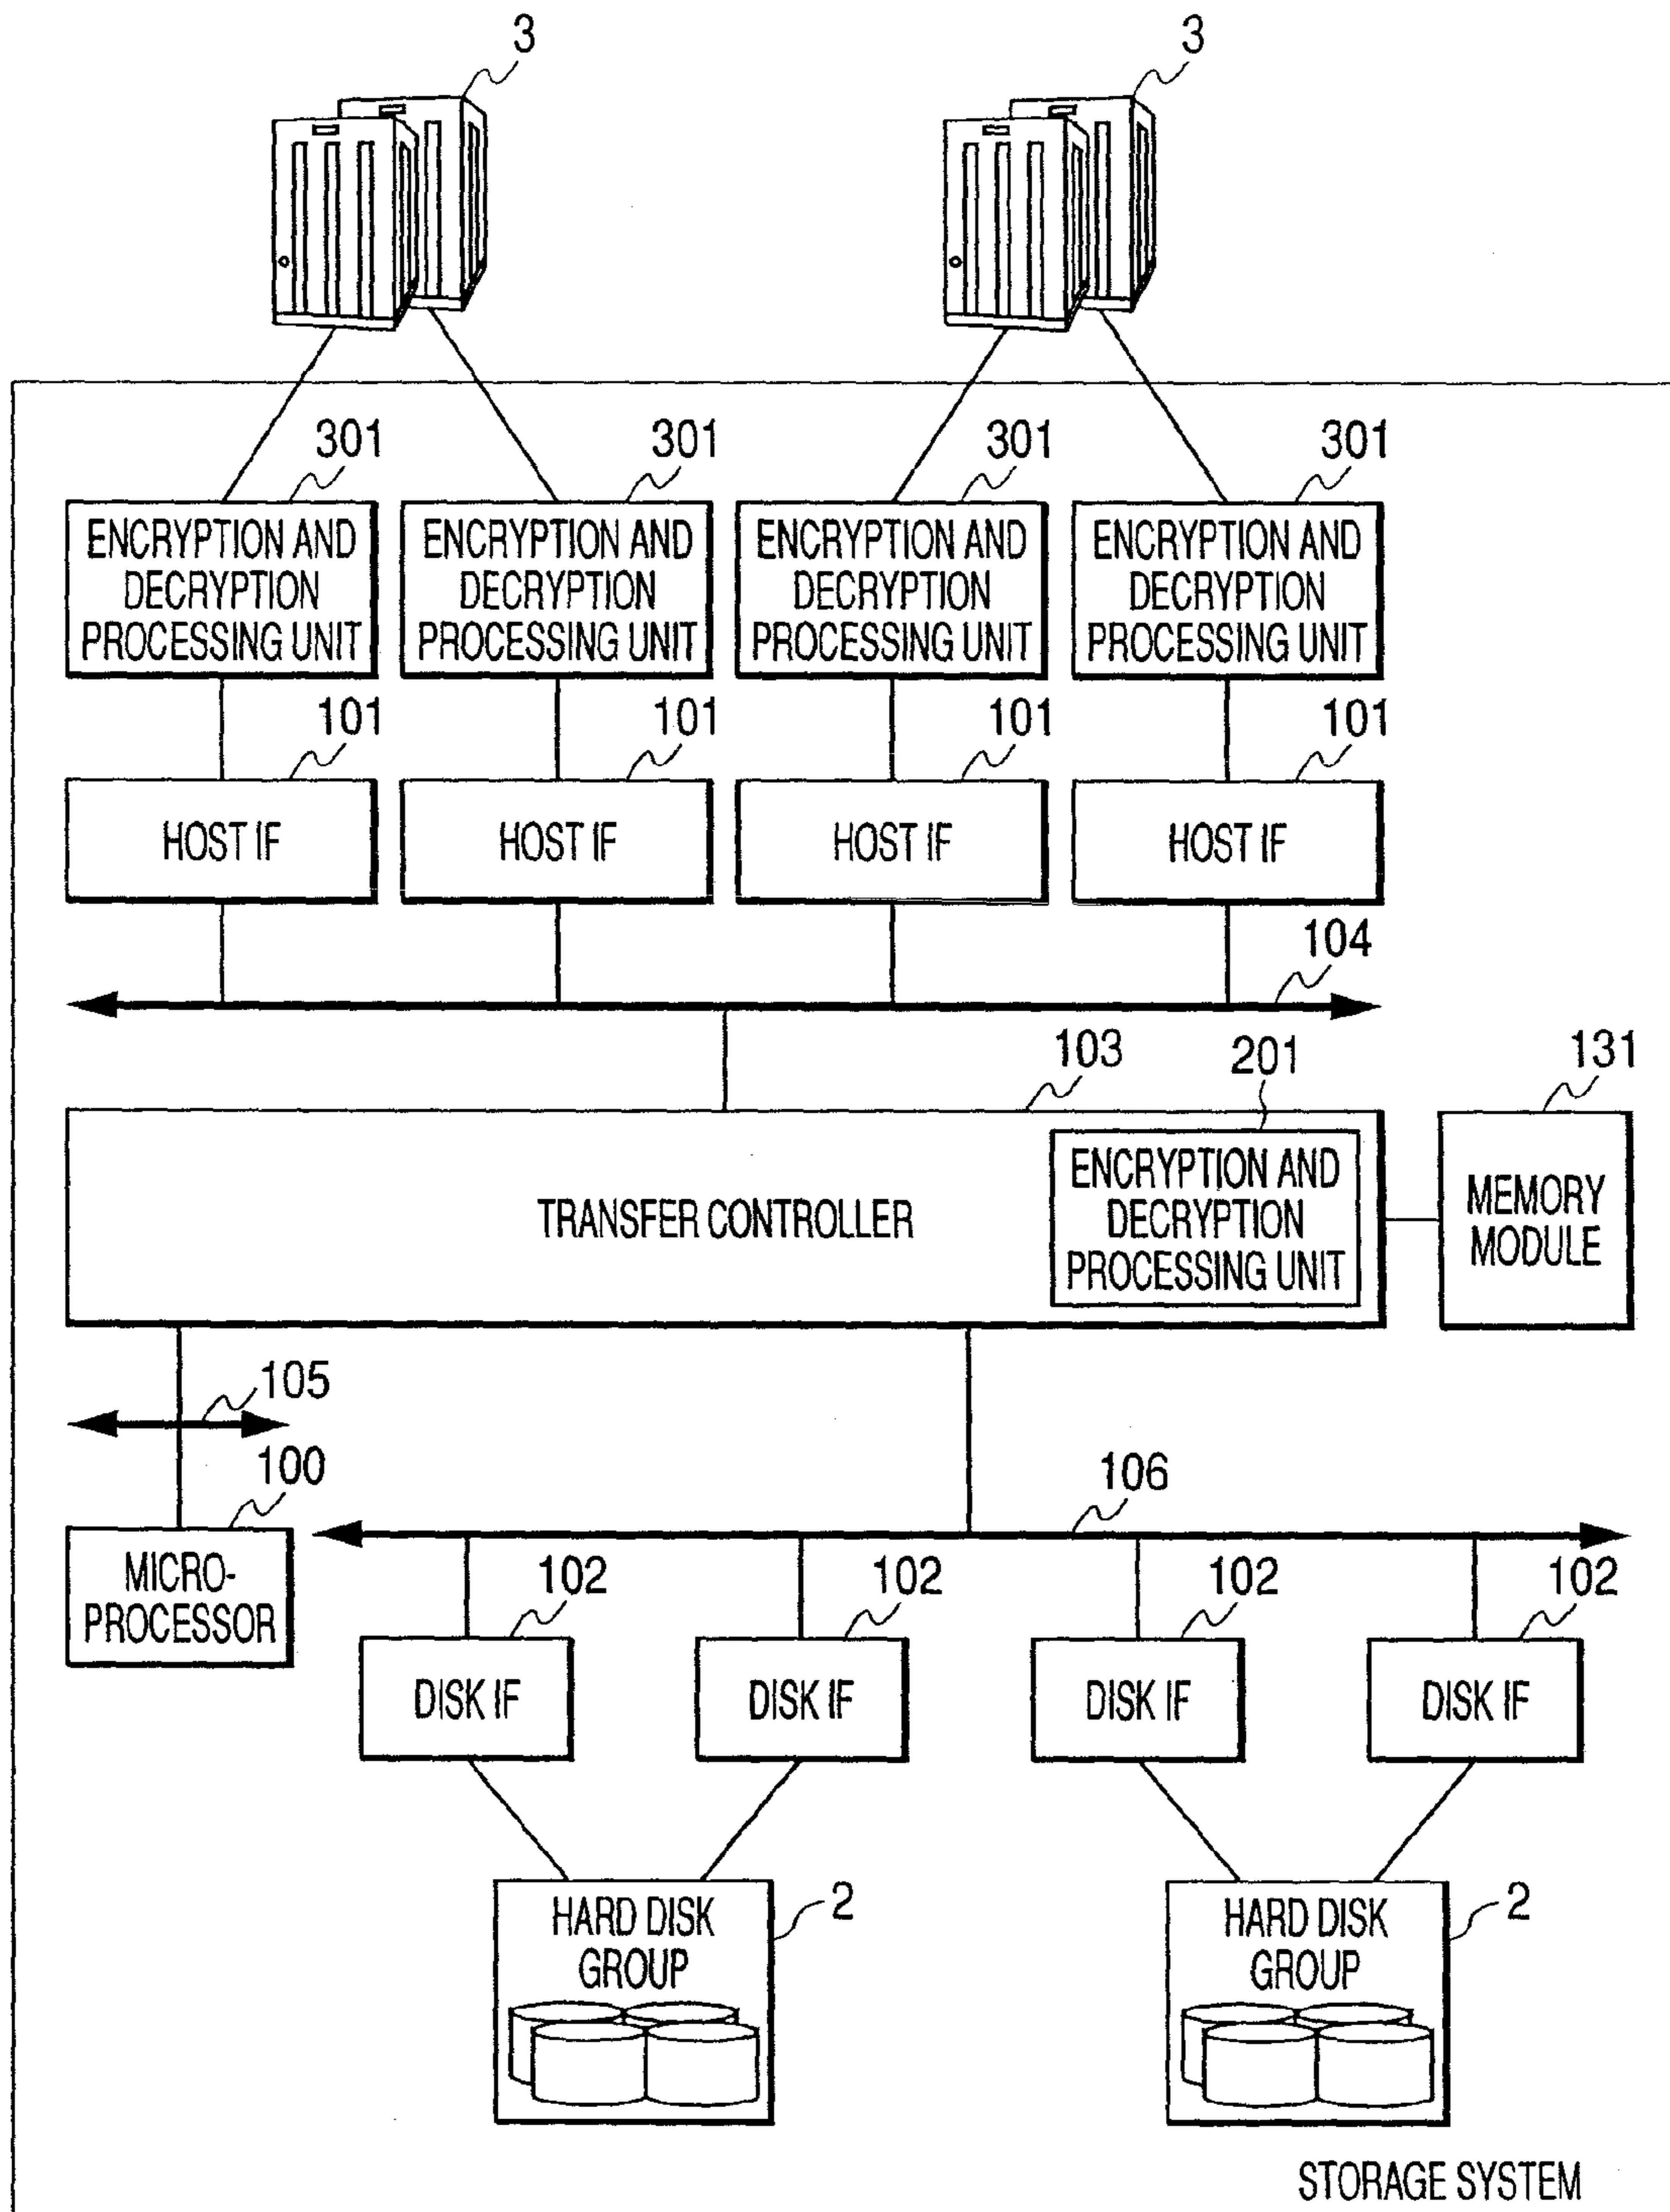 3 3
301 301 301 301
ENCRYPTION AND DECRYPTION PROCESSING UNIT
ENCRYPTION AND DECRYPTION PROCESSING UNIT
ENCRYPTION AND DECRYPTION PROCESSING UNIT
ENCRYPTION AND DECRYPTION PROCESSING UNIT
101 101 101 101
HOST IF HOST IF HOST IF HOST IF
104
103 201 131
TRANSFER CONTROLLER
ENCRYPTION AND
DECRYPTION
PROCESSING UNIT
MEMORY
MODULE
105
100 106
MICRO-
PROCESSOR
102 102 102 102
DISK IF DISK IF DISK IF DISK IF
2 2
HARD DISK
GROUP
HARD DISK
GROUP
STORAGE SYSTEM